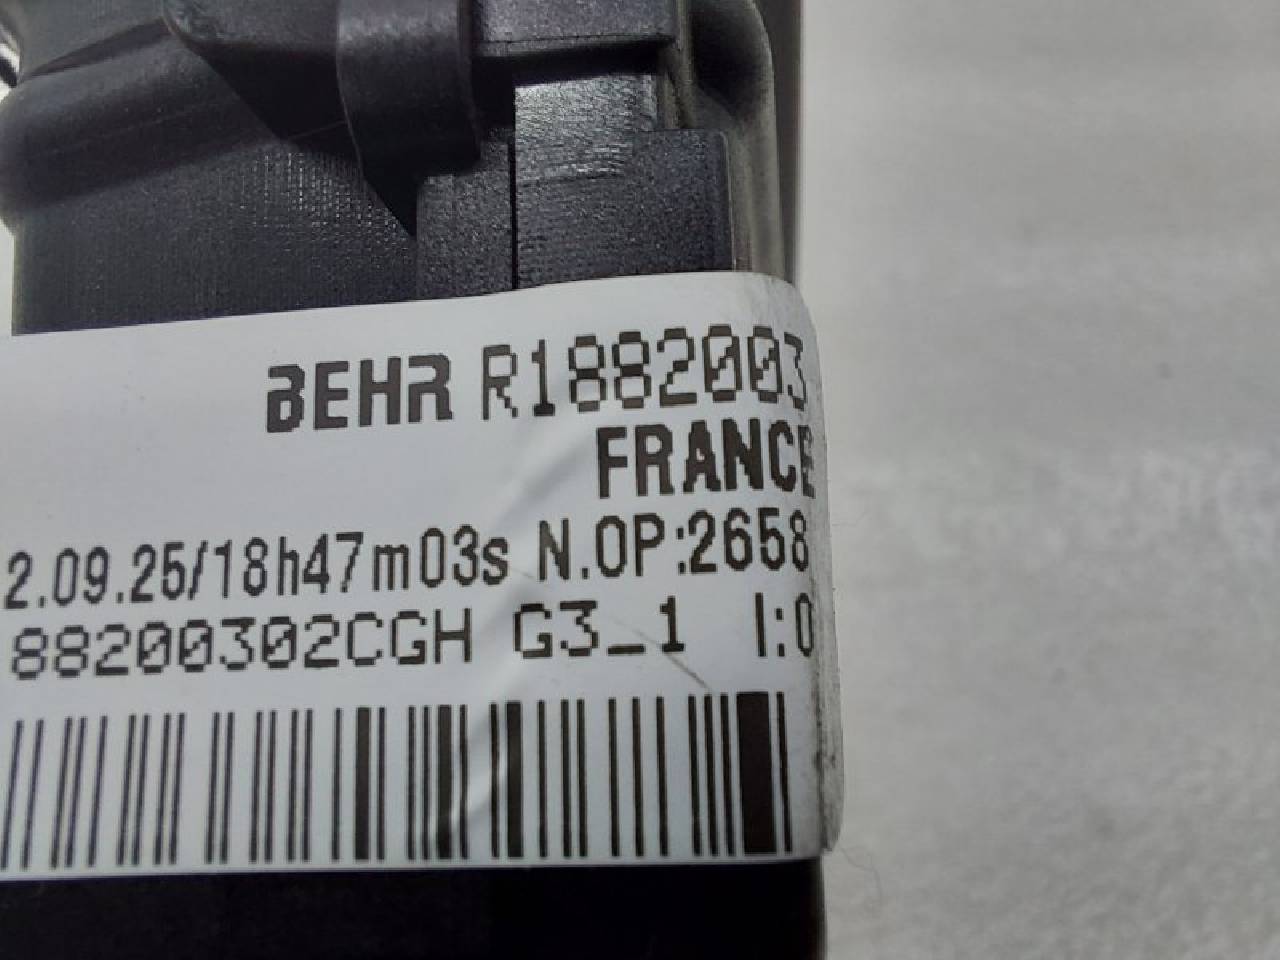 BEHR R1882003
FRANCE
2.09.25/18h47m03s N.OP:2658
88200302CGH G3_1 I:0